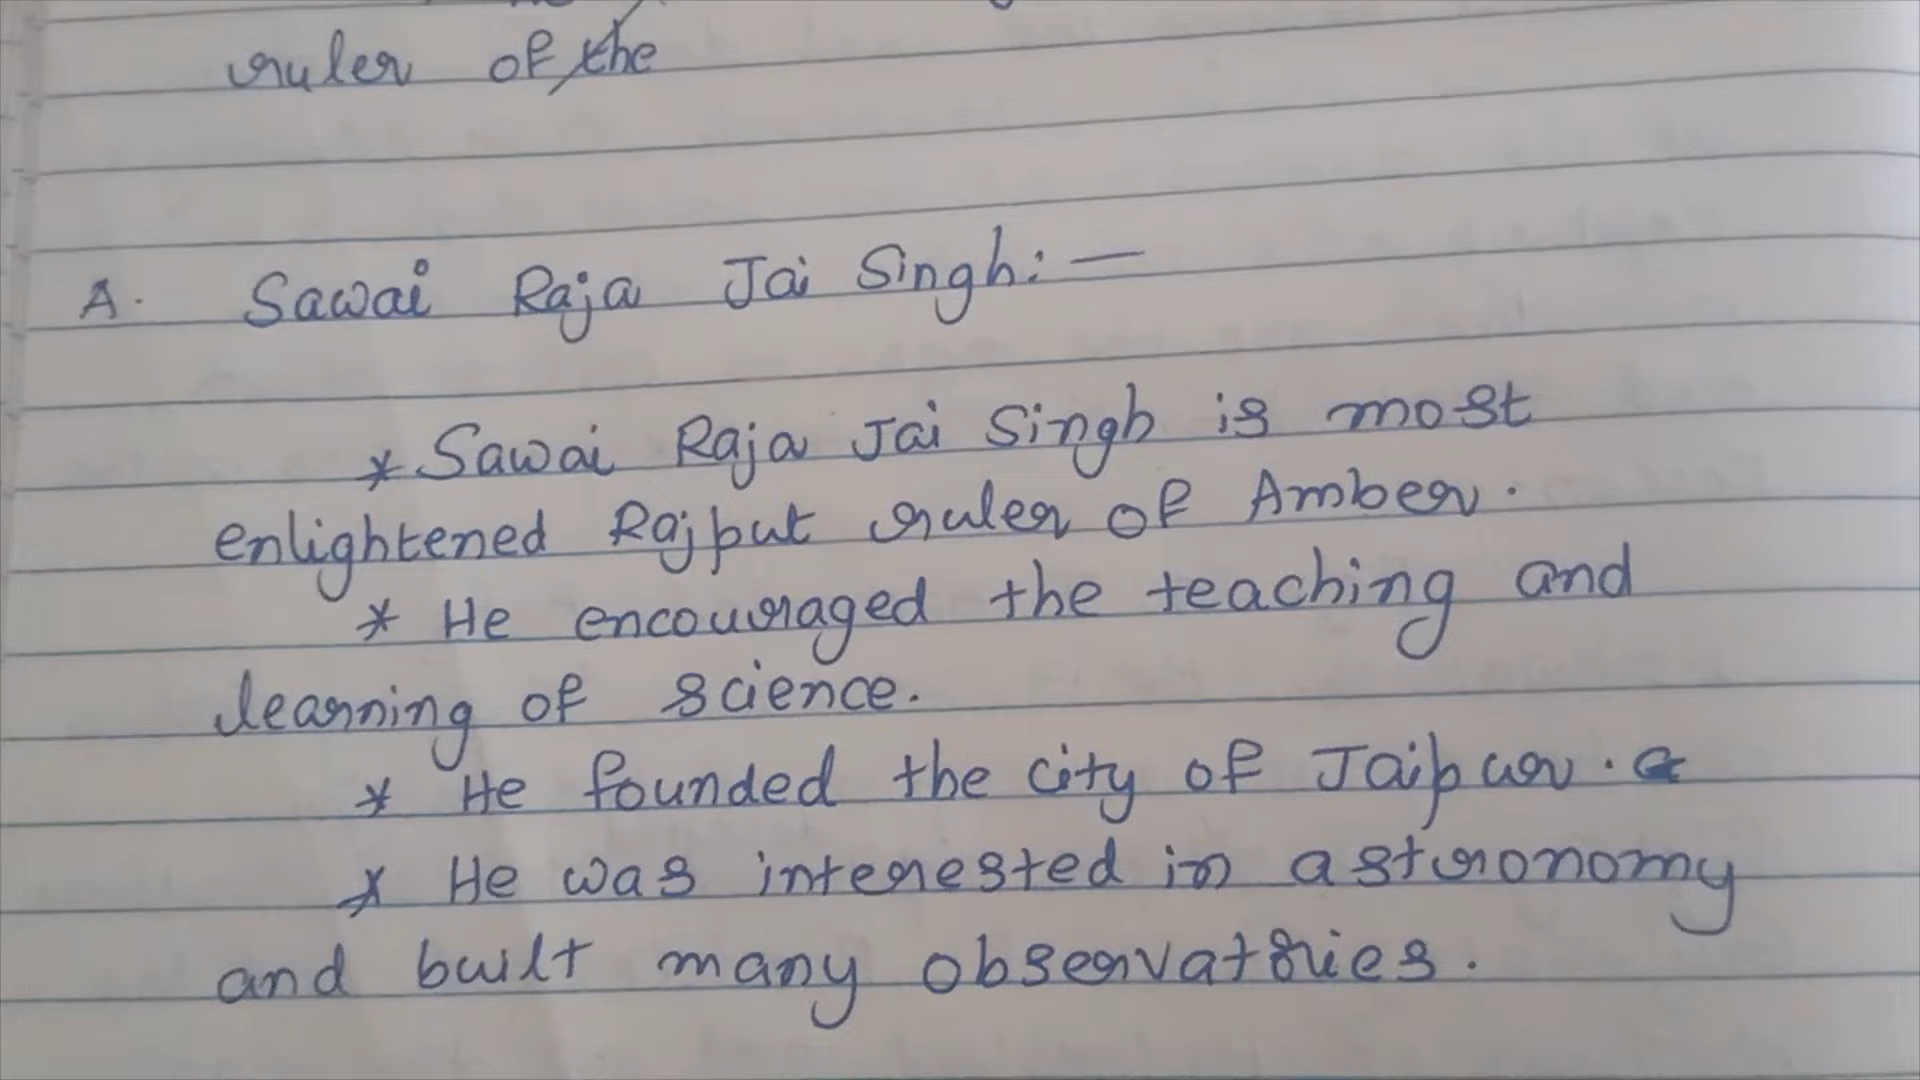 ruler of the
A. Sawai Raja Jai Singh:—
* Sawai Raja Jai Singh is most
enlightened Rajput ruler of Amber.
* He encouraged the teaching and
learning of science.
* He founded the city of Jaipur.
* He was interested in astronomy
and built many observatories.